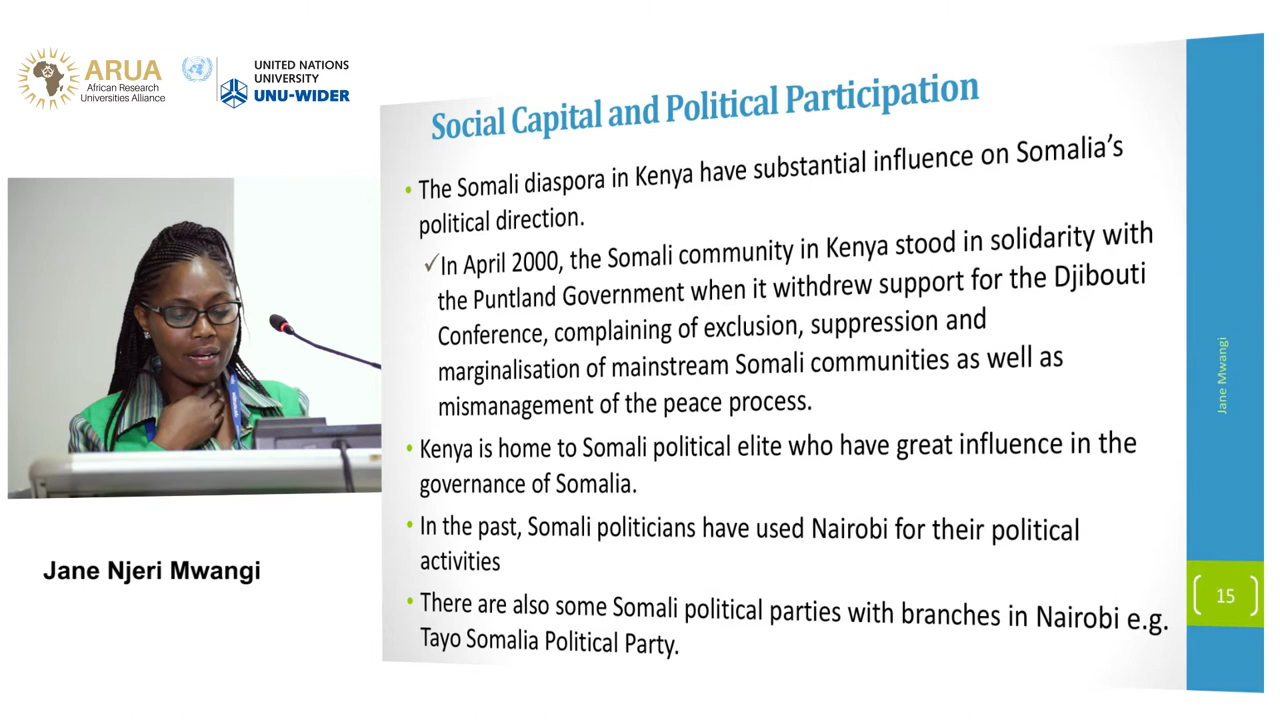 ARUA
African Research
Universities Alliance
UNITED NATIONS
UNIVERSITY
UNU-WIDER
Social Capital and Political Participation
• The Somali diaspora in Kenya have substantial influence on Somalia's
political direction.
✓In April 2000, the Somali community in Kenya stood in solidarity with
the Puntland Government when it withdrew support for the Djibouti
Conference, complaining of exclusion, suppression and
marginalisation of mainstream Somali communities as well as
mismanagement of the peace process.
• Kenya is home to Somali political elite who have great influence in the
governance of Somalia.
• In the past, Somali politicians have used Nairobi for their political
activities
• There are also some Somali political parties with branches in Nairobi e.g.
Tayo Somalia Political Party.
Jane Mwangi
15
Jane Njeri Mwangi